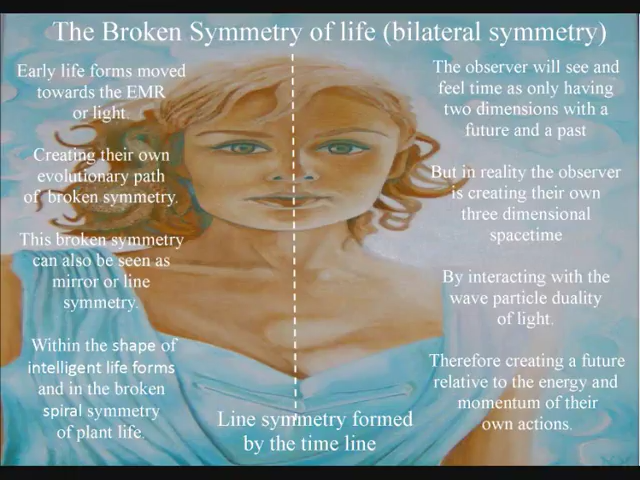 The Broken Symmetry of life (bilateral symmetry)
Early life forms moved
towards the EMR
or light.
Creating their own
evolutionary path
of broken symmetry.
This broken symmetry
can also be seen as
mirror or line
symmetry.
Within the shape of
intelligent life forms
and in the broken
spiral symmetry
of plant life.
The observer will see and
feel time as only having
two dimensions with a
future and a past
But in reality the observer
is creating their own
three dimensional
spacetime
By interacting with the
wave particle duality
of light.
Therefore creating a future
relative to the energy and
momentum of their
own actions.
Line symmetry formed
by the time line